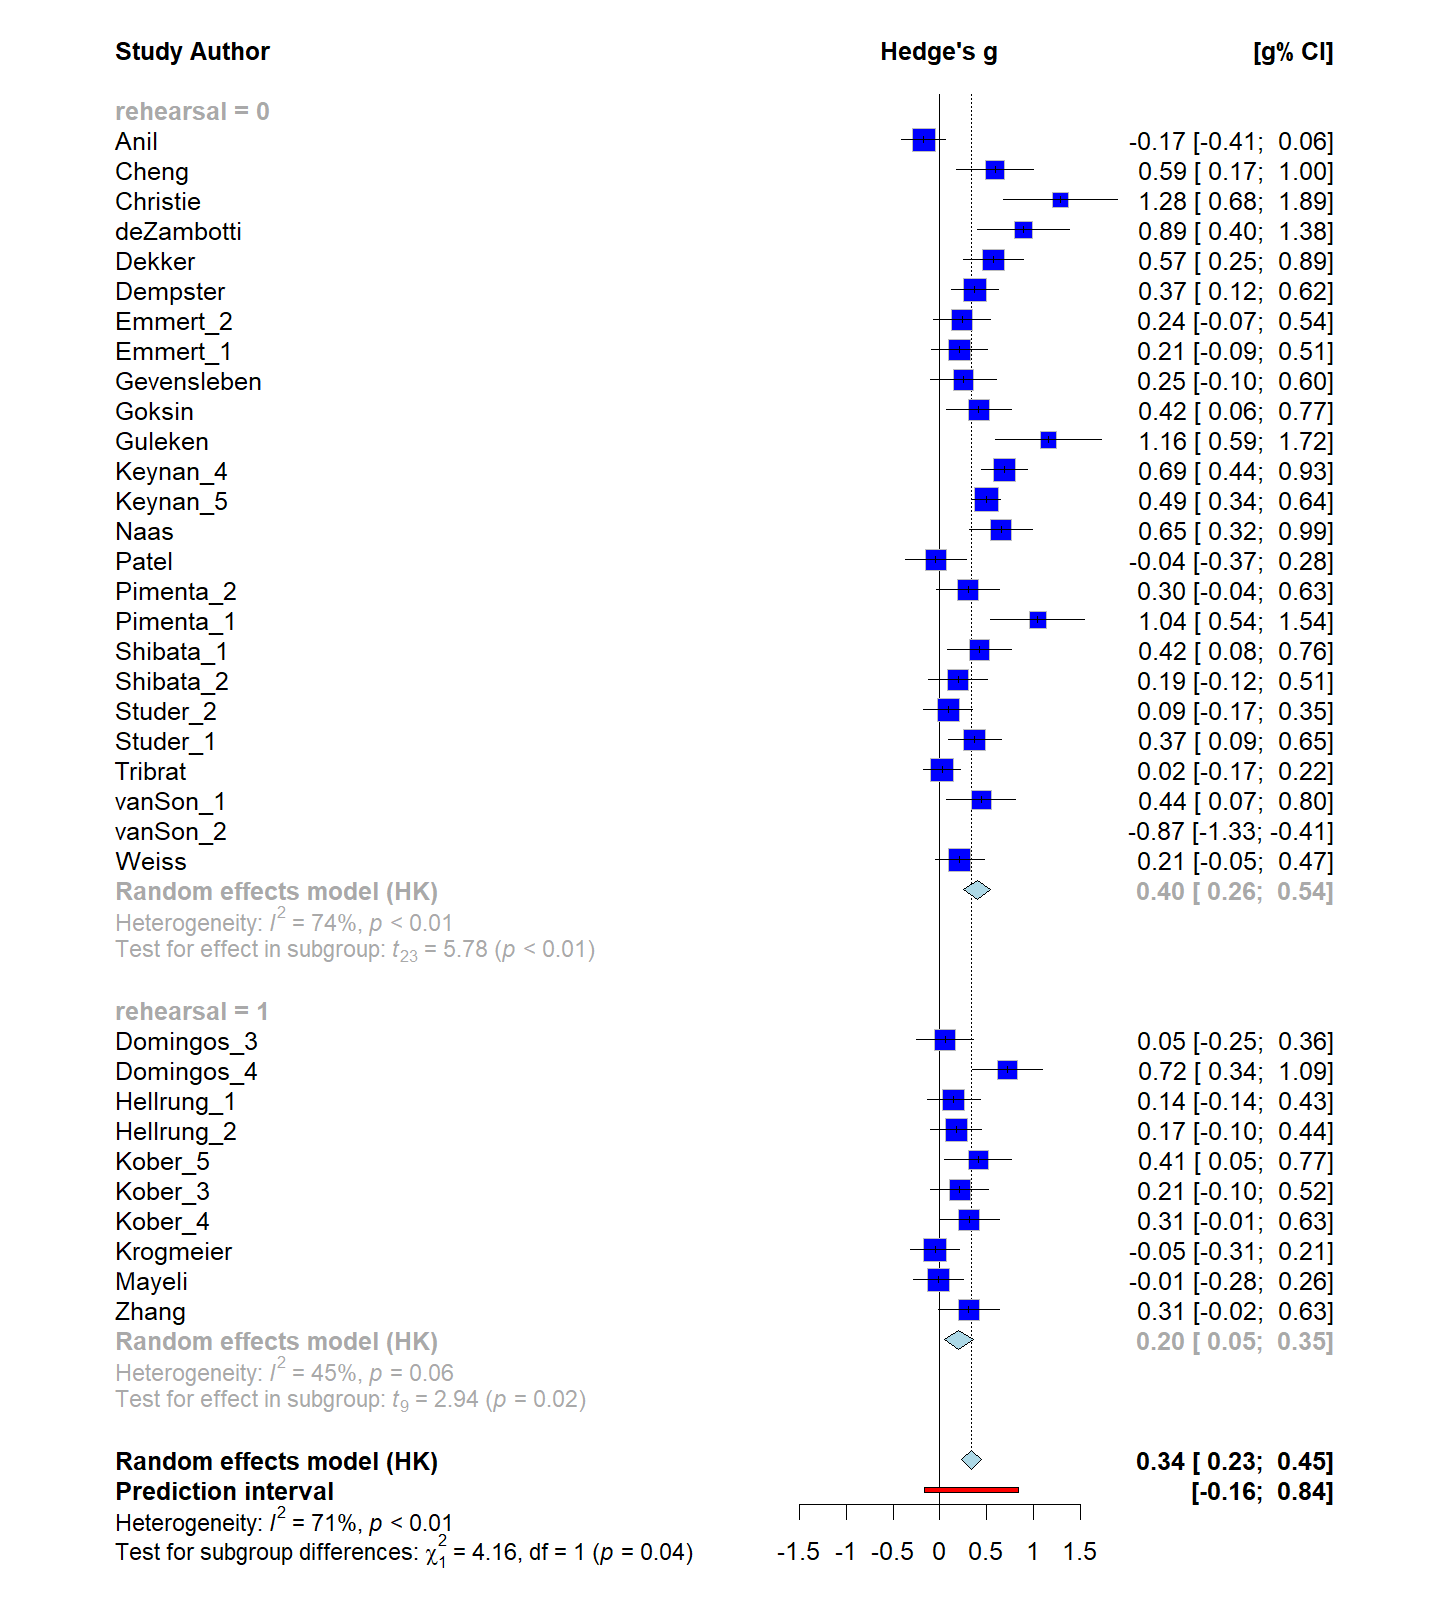 Study Author Hedge's g [g% CI]
rehearsal = 0
Anil -0.17 [-0.41; 0.06]
Cheng 0.59 [ 0.17; 1.00]
Christie 1.28 [ 0.68; 1.89]
deZambotti 0.89 [ 0.40; 1.38]
Dekker 0.57 [ 0.25; 0.89]
Dempster 0.37 [ 0.12; 0.62]
Emmert_2 0.24 [-0.07; 0.54]
Emmert_1 0.21 [-0.09; 0.51]
Gevensleben 0.25 [-0.10; 0.60]
Goksin 0.42 [ 0.06; 0.77]
Guleken 1.16 [ 0.59; 1.72]
Keynan_4 0.69 [ 0.44; 0.93]
Keynan_5 0.49 [ 0.34; 0.64]
Naas 0.65 [ 0.32; 0.99]
Patel -0.04 [-0.37; 0.28]
Pimenta_2 0.30 [-0.04; 0.63]
Pimenta_1 1.04 [ 0.54; 1.54]
Shibata_1 0.42 [ 0.08; 0.76]
Shibata_2 0.19 [-0.12; 0.51]
Studer_2 0.09 [-0.17; 0.35]
Studer_1 0.37 [ 0.09; 0.65]
Tribrat 0.02 [-0.17; 0.22]
vanSon_1 0.44 [ 0.07; 0.80]
vanSon_2 -0.87 [-1.33; -0.41]
Weiss 0.21 [-0.05; 0.47]
Random effects model (HK) 0.40 [ 0.26; 0.54]
Heterogeneity: I² = 74%, p < 0.01
Test for effect in subgroup: t₂₃ = 5.78 (p < 0.01)
rehearsal = 1
Domingos_3 0.05 [-0.25; 0.36]
Domingos_4 0.72 [ 0.34; 1.09]
Hellrung_1 0.14 [-0.14; 0.43]
Hellrung_2 0.17 [-0.10; 0.44]
Kober_5 0.41 [ 0.05; 0.77]
Kober_3 0.21 [-0.10; 0.52]
Kober_4 0.31 [-0.01; 0.63]
Krogmeier -0.05 [-0.31; 0.21]
Mayeli -0.01 [-0.28; 0.26]
Zhang 0.31 [-0.02; 0.63]
Random effects model (HK) 0.20 [ 0.05; 0.35]
Heterogeneity: I² = 45%, p = 0.06
Test for effect in subgroup: t₉ = 2.94 (p = 0.02)
Random effects model (HK) 0.34 [ 0.23; 0.45]
Prediction interval [-0.16; 0.84]
Heterogeneity: I² = 71%, p < 0.01
Test for subgroup differences: χ₁² = 4.16, df = 1 (p = 0.04) -1.5 -1 -0.5 0 0.5 1 1.5